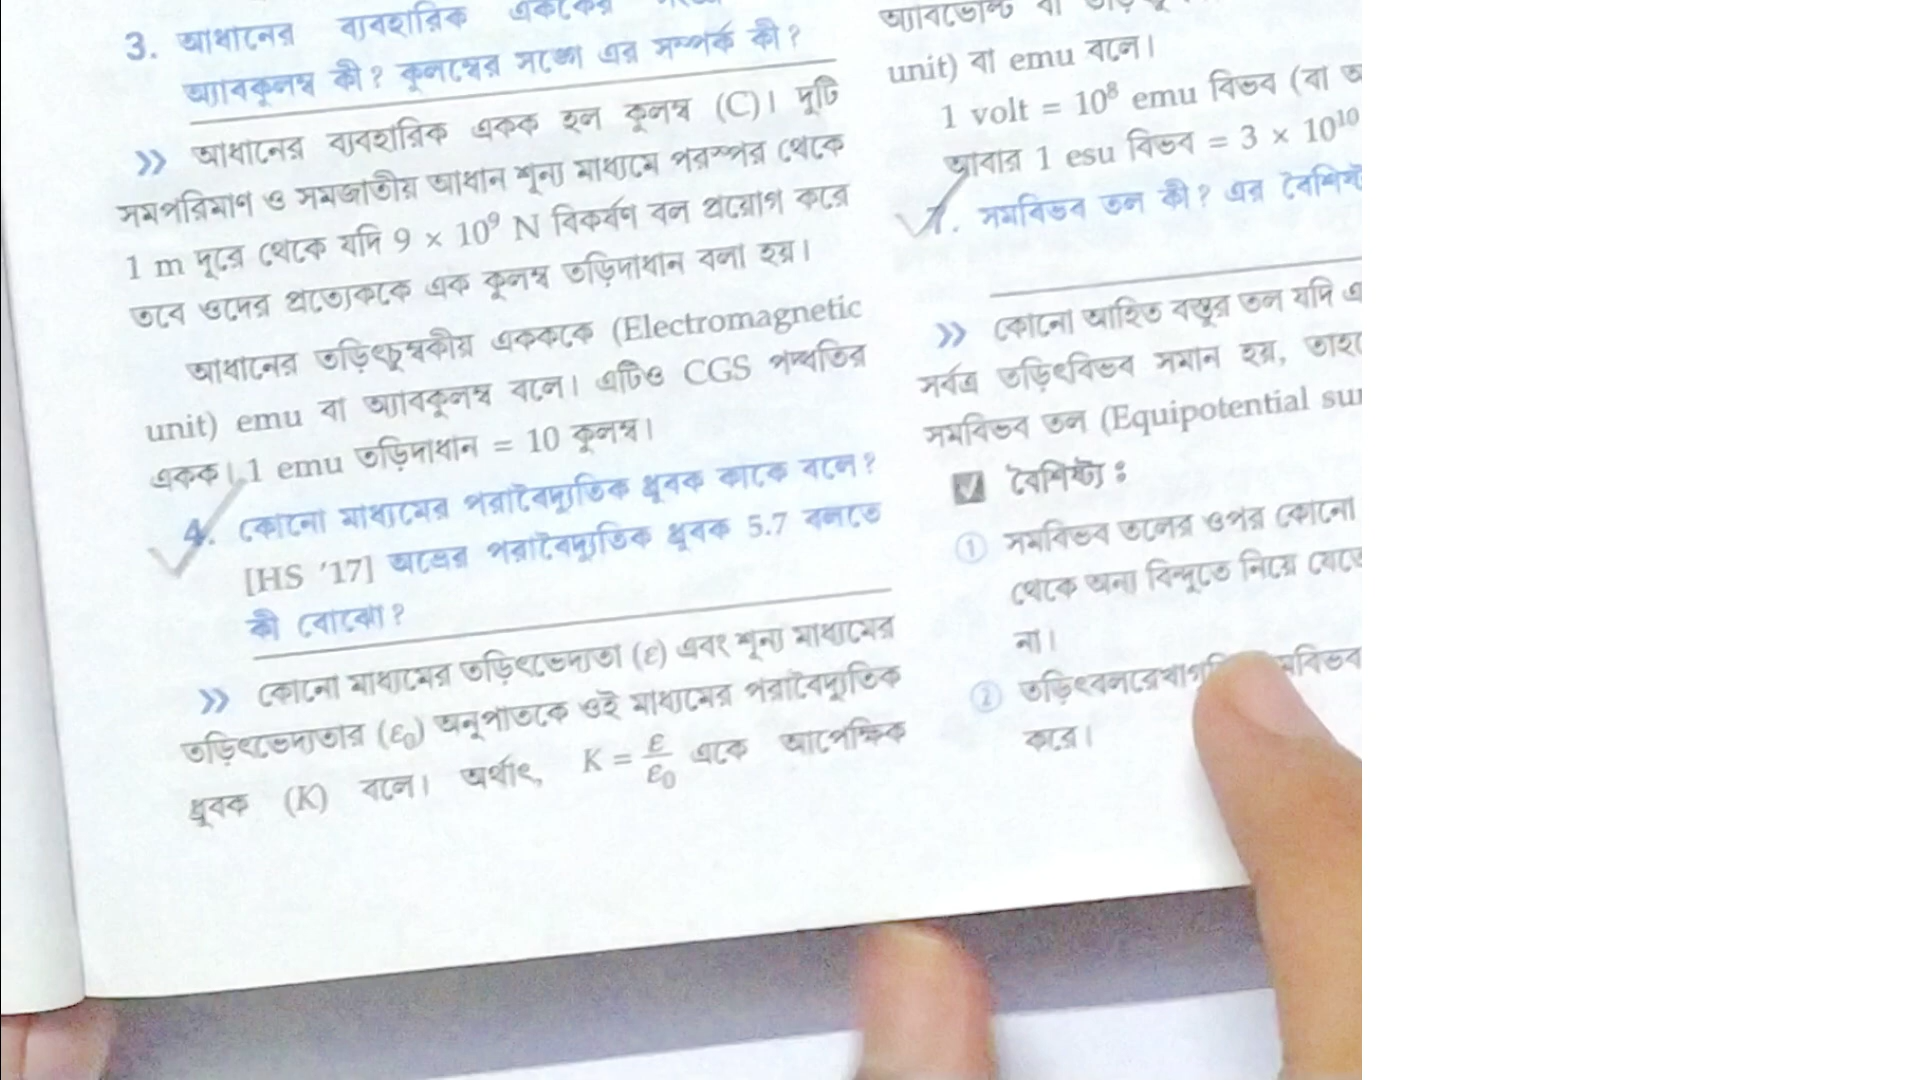 3. আধানের ব্যবহারিক এককের
অ্যাবকুলম্ব কী? কুলম্বের সঙ্গে এর সম্পর্ক কী?
» আধানের ব্যবহারিক একক হল কুলম্ব (C)। দুটি
সমপরিমাণ ও সমজাতীয় আধান শূন্য মাধ্যমে পরস্পর থেকে
1 m দূরে থেকে যদি 9 × 10⁹ N বিকর্ষণ বল প্রয়োগ করে
তবে ওদের প্রত্যেককে এক কুলম্ব তড়িদাধান বলা হয়।
আধানের তড়িৎচুম্বকীয় একককে (Electromagnetic
unit) emu বা অ্যাবকুলম্ব বলে। এটিও CGS পদ্ধতির
একক। 1 emu তড়িদাধান = 10 কুলম্ব।
4. কোনো মাধ্যমের পরাবৈদ্যুতিক ধ্রুবক কাকে বলে?
[HS '17] অভ্রের পরাবৈদ্যুতিক ধ্রুবক 5.7 বলতে
কী বোঝো?
» কোনো মাধ্যমের তড়িৎভেদ্যতা (ε) এবং শূন্য মাধ্যমের
তড়িৎভেদ্যতার (ε₀) অনুপাতকে ওই মাধ্যমের পরাবৈদ্যুতিক
ধ্রুবক (K) বলে। অর্থাৎ, K = ε/ε₀ একে আপেক্ষিক
অ্যাবভোল্ট বা
unit) বা emu বলে।
1 volt = 10⁸ emu বিভব (বা
আবার 1 esu বিভব = 3 × 10¹⁰
7. সমবিভব তল কী? এর
» কোনো আহিত বস্তুর তল যদি
সর্বত্র তড়িৎবিভব সমান হয়,
সমবিভব তল (Equipotential
বৈশিষ্ট্য :
① সমবিভব তলের ওপর কোনো
থেকে অন্য বিন্দুতে নিয়ে
না।
②
করে।